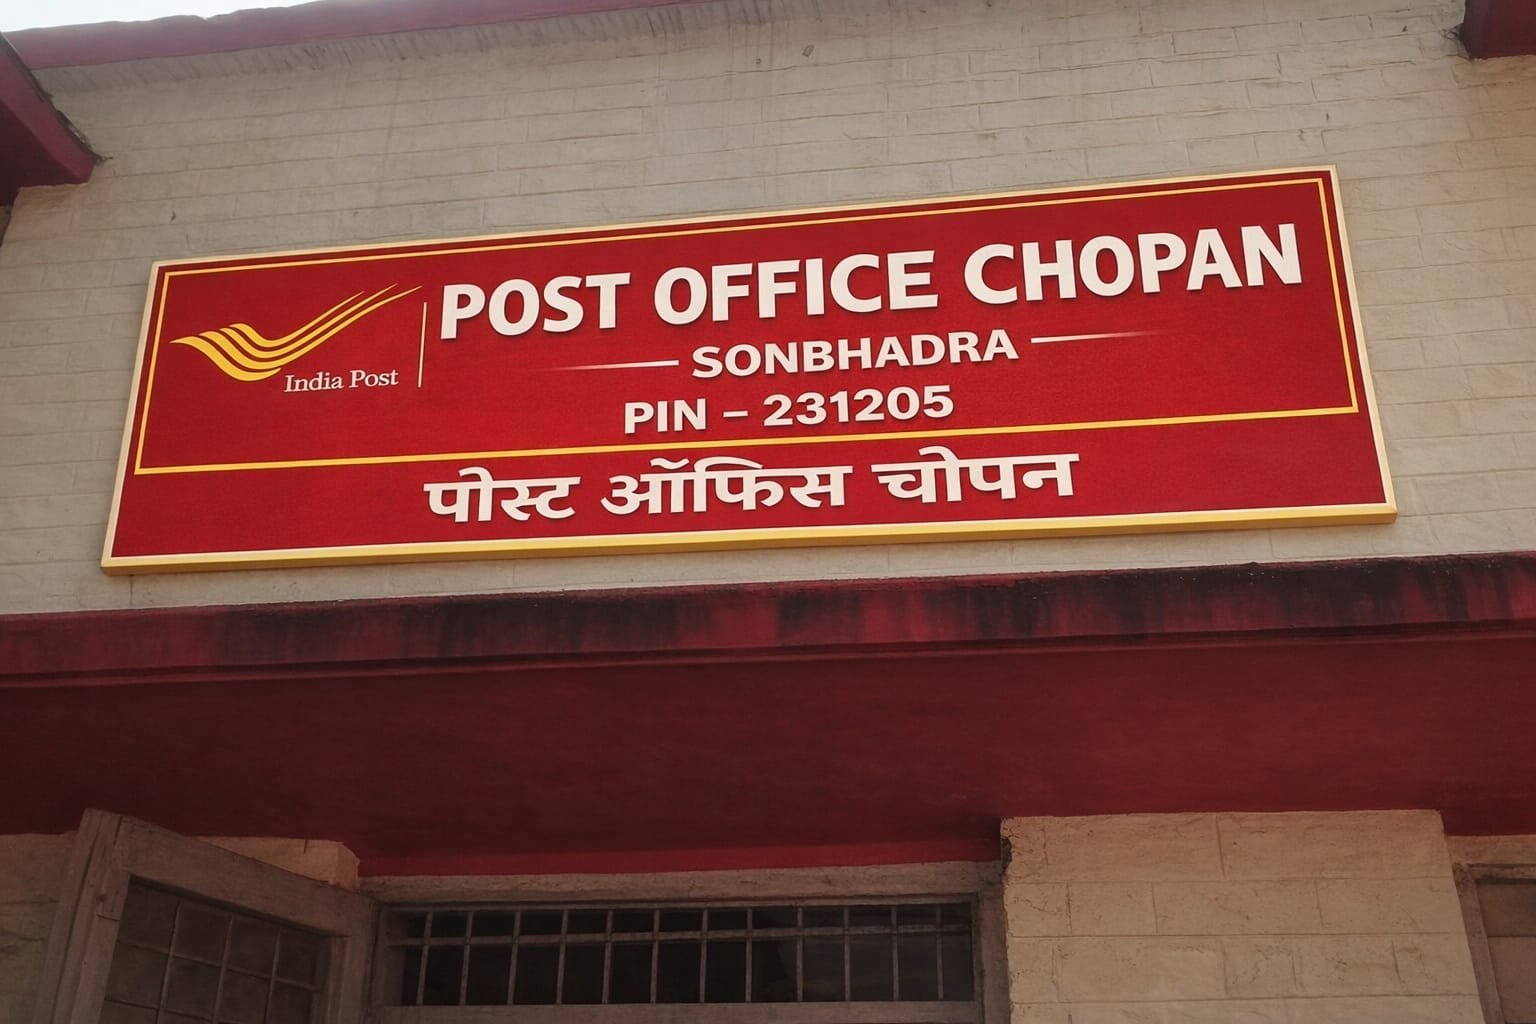 India Post
POST OFFICE CHOPAN
SONBHADRA
PIN – 231205
पोस्ट ऑफिस चोपन